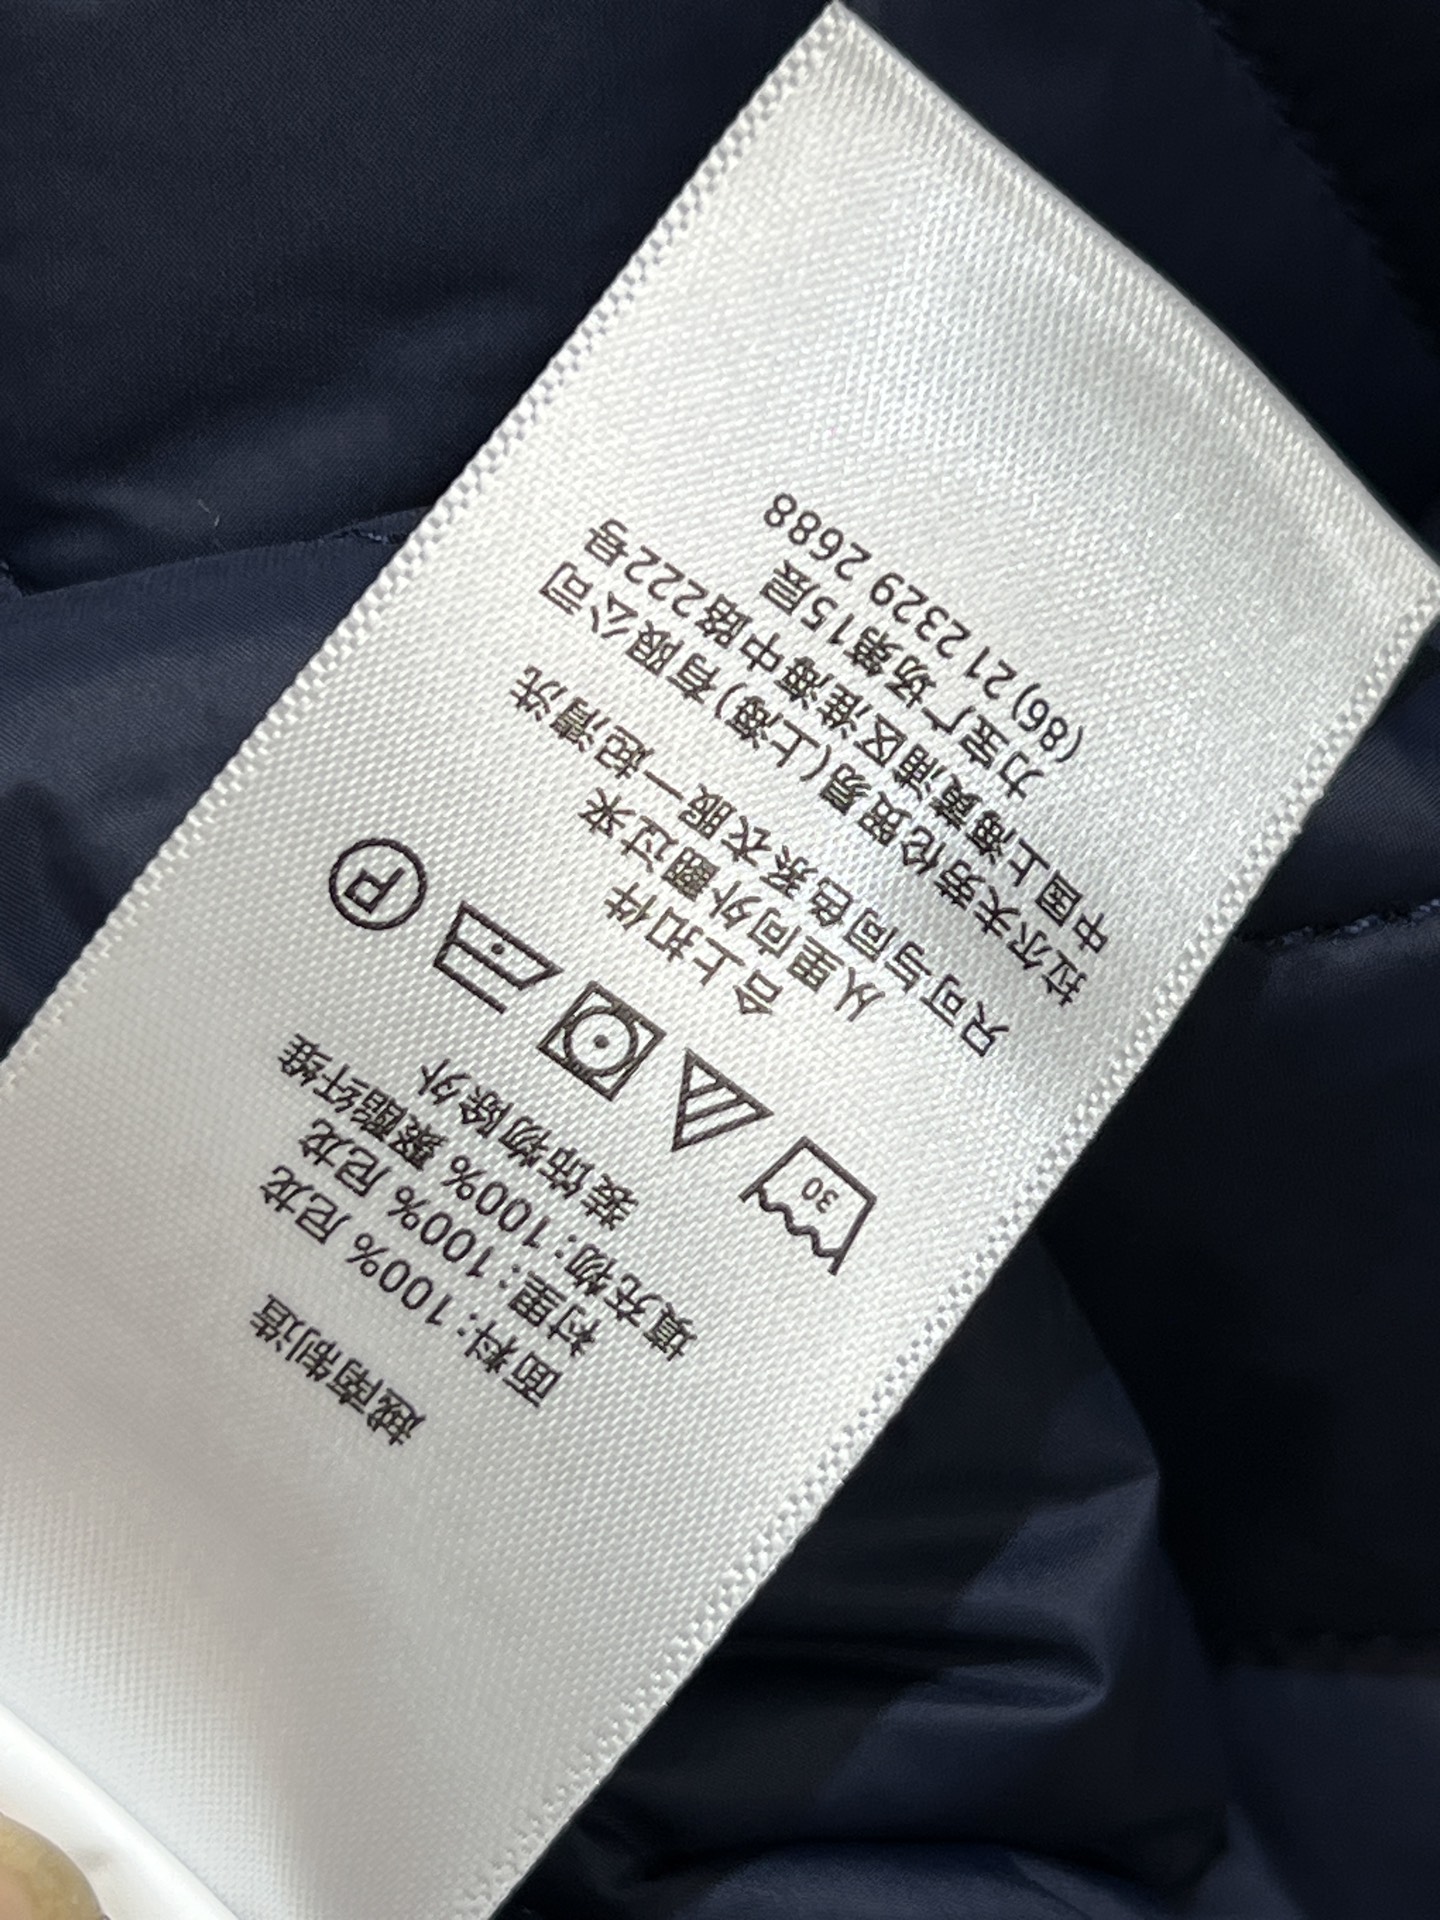 越南制造
面料:100% 尼龙
衬里:100% 尼龙
填充物:100% 聚酯纤维
装饰物除外
30
P
含上扣件
从里向外翻过来
只可与同色系衣服一起清洗
拉尔夫劳伦贸易(上海)有限公司
中国上海黄浦区淮海中路222号
力宝广场第15层
(86)21 2329 2688